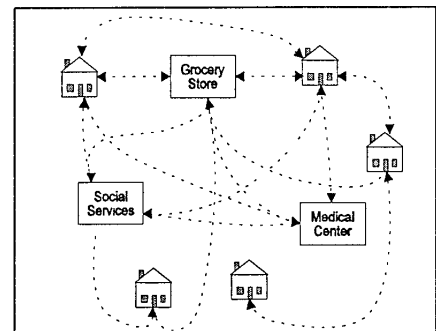 Grocery
Store
Social
Services
Medical
Center